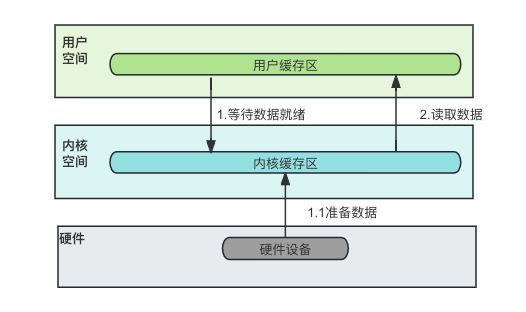 用户
空间
用户缓存区
1.等待数据就绪
2.读取数据
内核
空间
内核缓存区
1.1准备数据
硬件
硬件设备